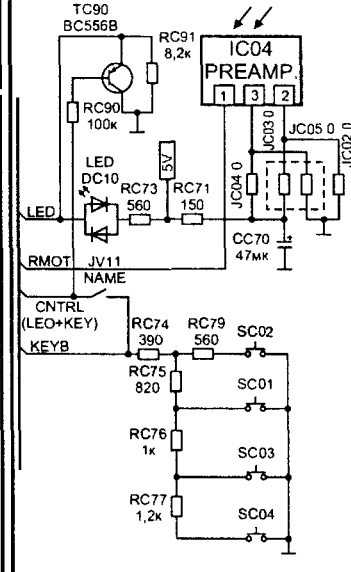 TC90
BC556B
RC91
8,2к
IC04
PREAMP.
1 3 2
RC90
100к
JC03 0
JC05 0
JC04 0
JC02 0
LED
DC10
5V
RC73
560
RC71
150
LED
CC70
47мк
RMOT
JV11
NAME
CNTRL
(LEO+KEY)
KEYB
RC74
390
RC79
560
SC02
RC75
820
SC01
RC76
1к
SC03
RC77
1,2к
SC04